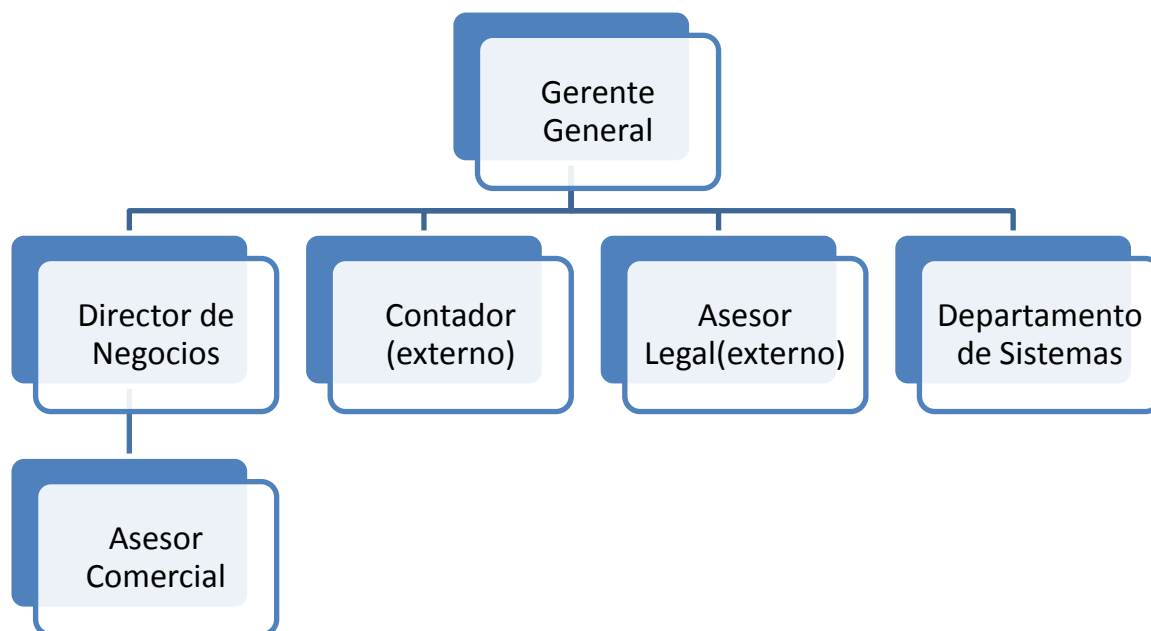 Gerente
General
Director de
Negocios
Contador
(externo)
Asesor
Legal(externo)
Departamento
de Sistemas
Asesor
Comercial